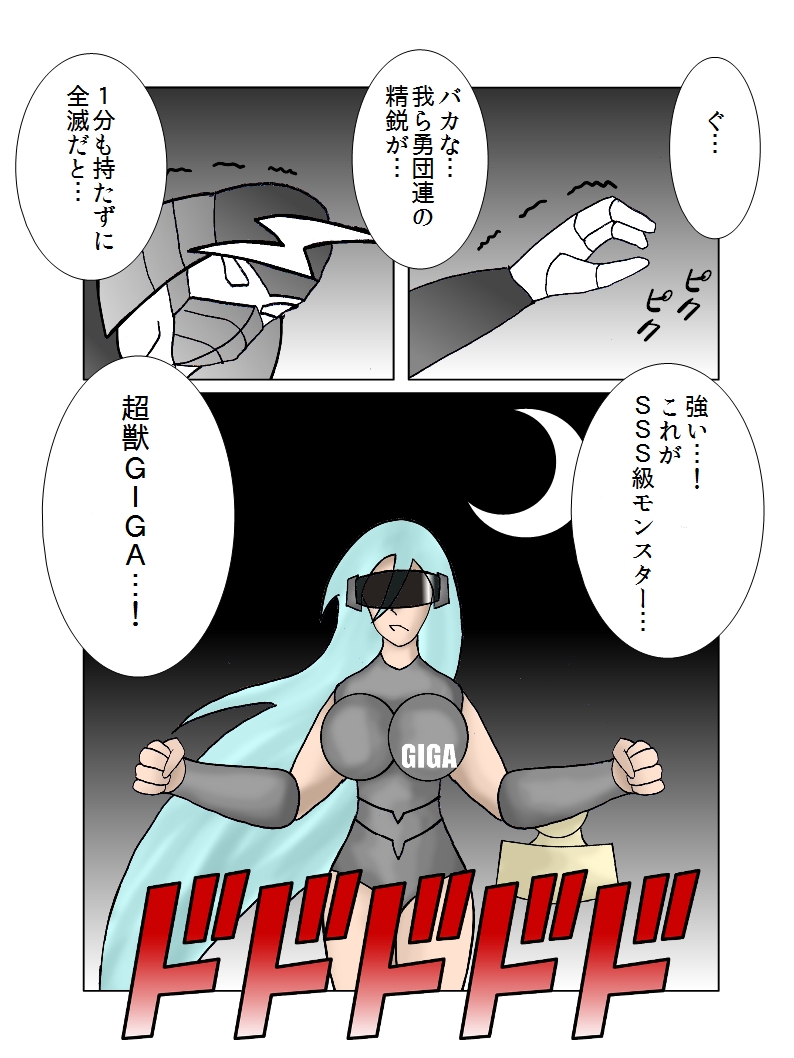 ぐ…
ピク
ピク
バカな…
我ら勇団連の
精鋭が…
１分も持たずに
全滅だと…
強い…！
これが
ＳＳＳ級モンスター…
超獣ＧＩＧＡ…！
GIGA
ドドドドド